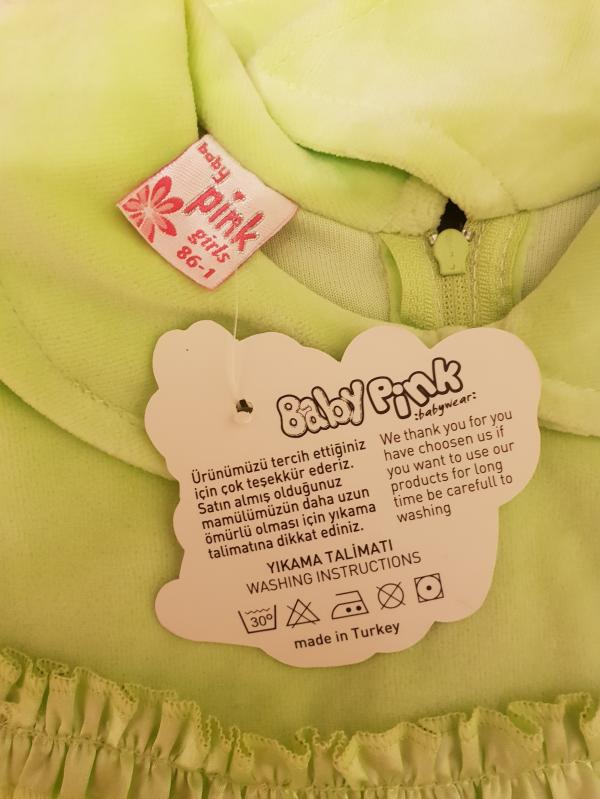 baby
pink
girls
86-1
Baby Pink
:babywear:
Ürünümüzü tercih ettiğiniz
için çok teşekkür ederiz.
Satın almış olduğunuz
mamülümüzün daha uzun
ömürlü olması için yıkama
talimatına dikkat ediniz.
We thank you for you
have choosen us if
you want to use our
products for long
time be carefull to
washing
YIKAMA TALİMATI
WASHING INSTRUCTIONS
30°
made in Turkey